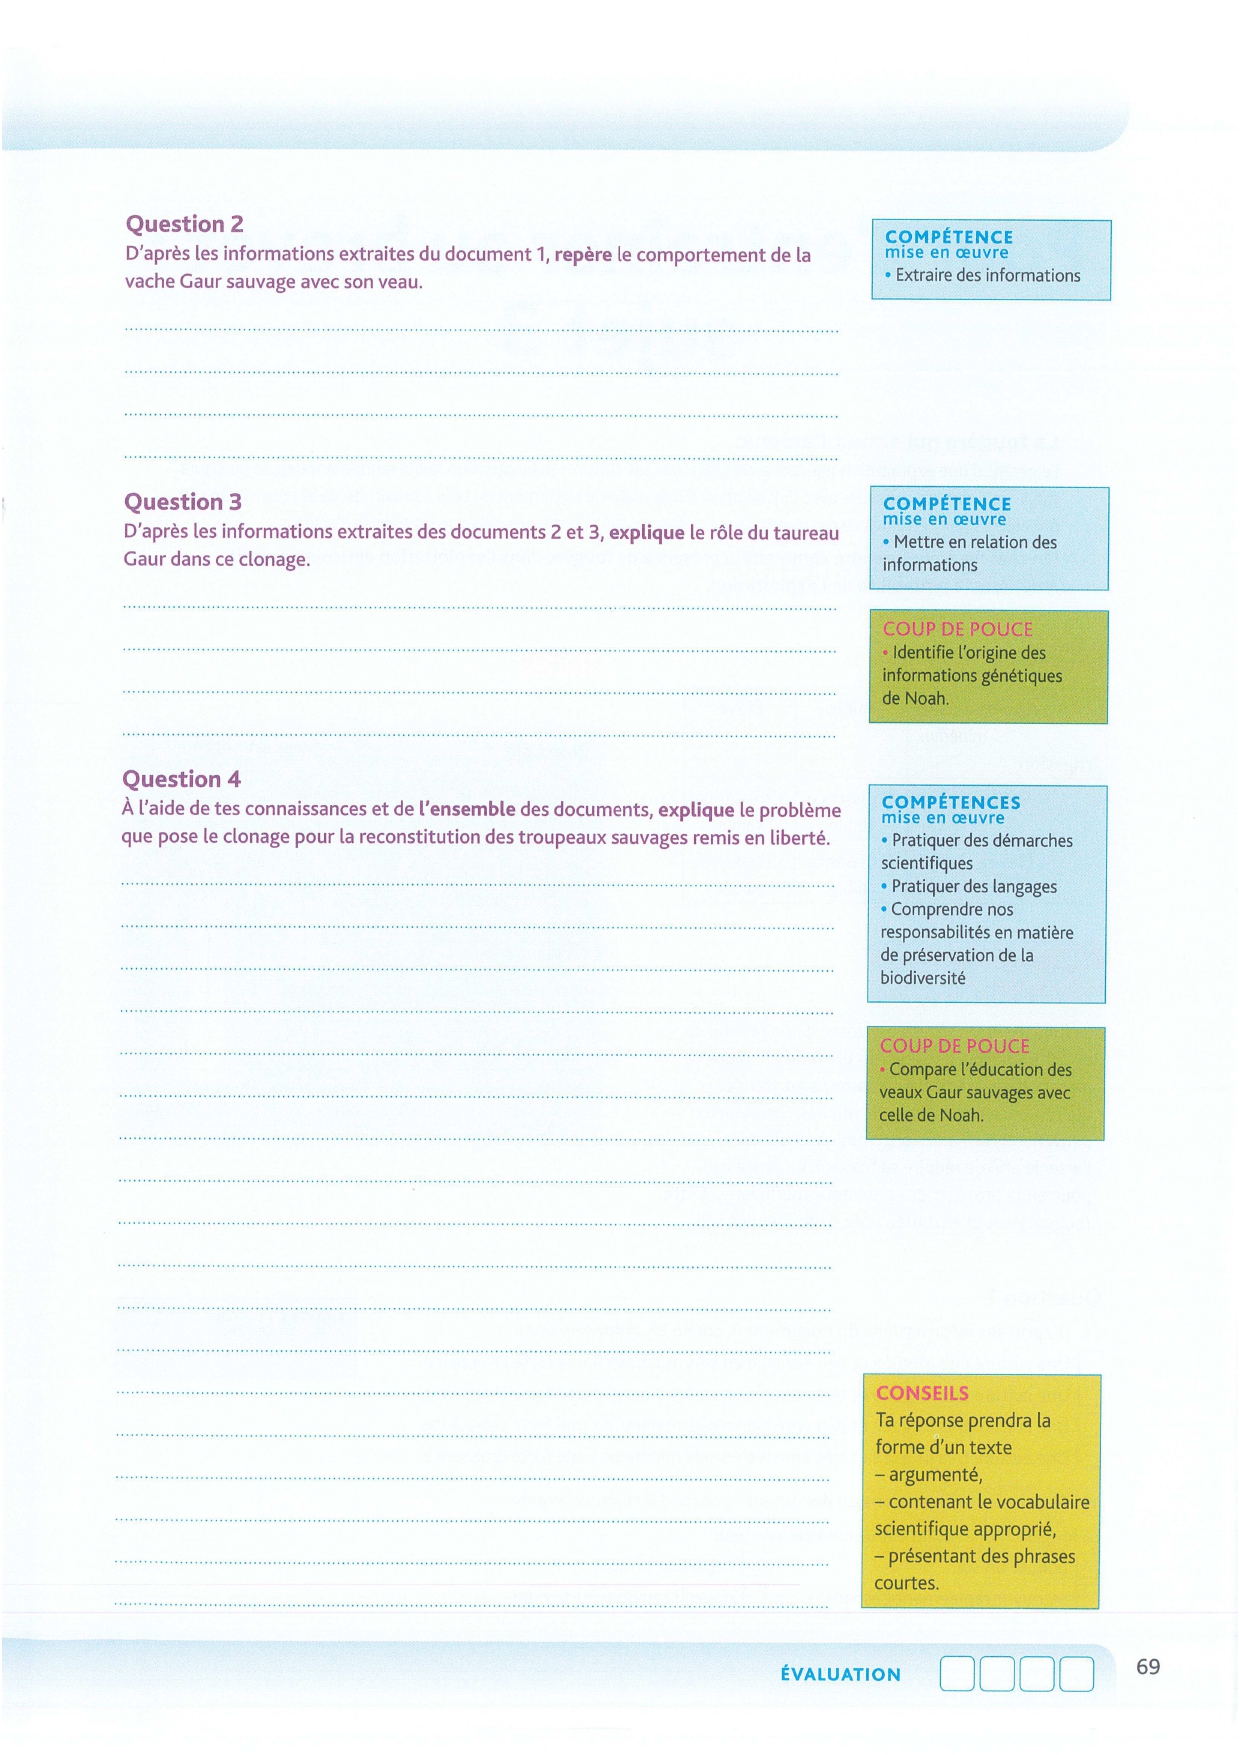 Question 2
D'après les informations extraites du document 1, repère le comportement de la
vache Gaur sauvage avec son veau.
COMPÉTENCE
mise en œuvre
• Extraire des informations
Question 3
D'après les informations extraites des documents 2 et 3, explique le rôle du taureau
Gaur dans ce clonage.
COMPÉTENCE
mise en œuvre
• Mettre en relation des
informations
COUP DE POUCE
• Identifie l'origine des
informations génétiques
de Noah.
Question 4
À l'aide de tes connaissances et de l'ensemble des documents, explique le problème
que pose le clonage pour la reconstitution des troupeaux sauvages remis en liberté.
COMPÉTENCES
mise en œuvre
• Pratiquer des démarches
scientifiques
• Pratiquer des langages
• Comprendre nos
responsabilités en matière
de préservation de la
biodiversité
COUP DE POUCE
• Compare l'éducation des
veaux Gaur sauvages avec
celle de Noah.
CONSEILS
Ta réponse prendra la
forme d'un texte
– argumenté,
– contenant le vocabulaire
scientifique approprié,
– présentant des phrases
courtes.
ÉVALUATION
69